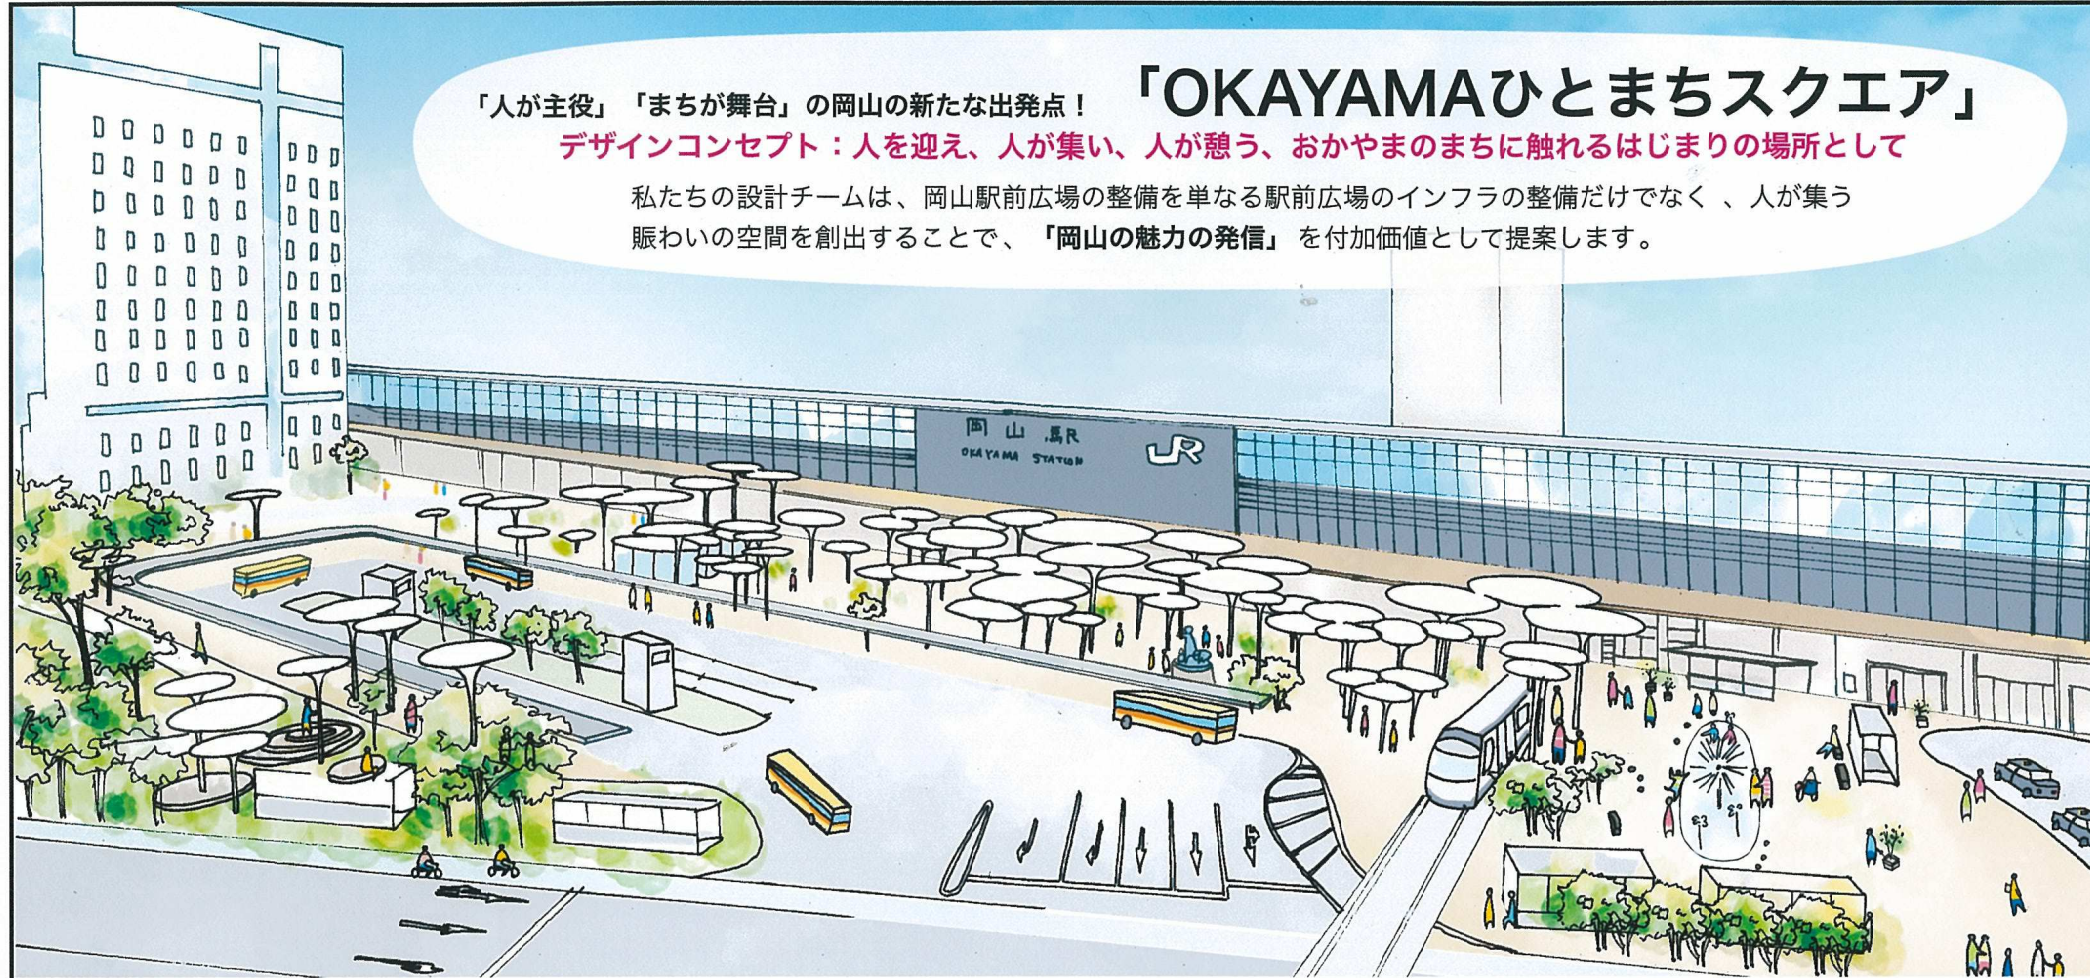 「人が主役」「まちが舞台」の岡山の新たな出発点！ 「OKAYAMAひとまちスクエア」
デザインコンセプト：人を迎え、人が集い、人が憩う、おかやまのまちに触れるはじまりの場所として
私たちの設計チームは、岡山駅前広場の整備を単なる駅前広場のインフラの整備だけでなく 、人が集う
賑わいの空間を創出することで、「岡山の魅力の発信」を付加価値として提案します。
岡山駅 JR
OKAYAMA STATION